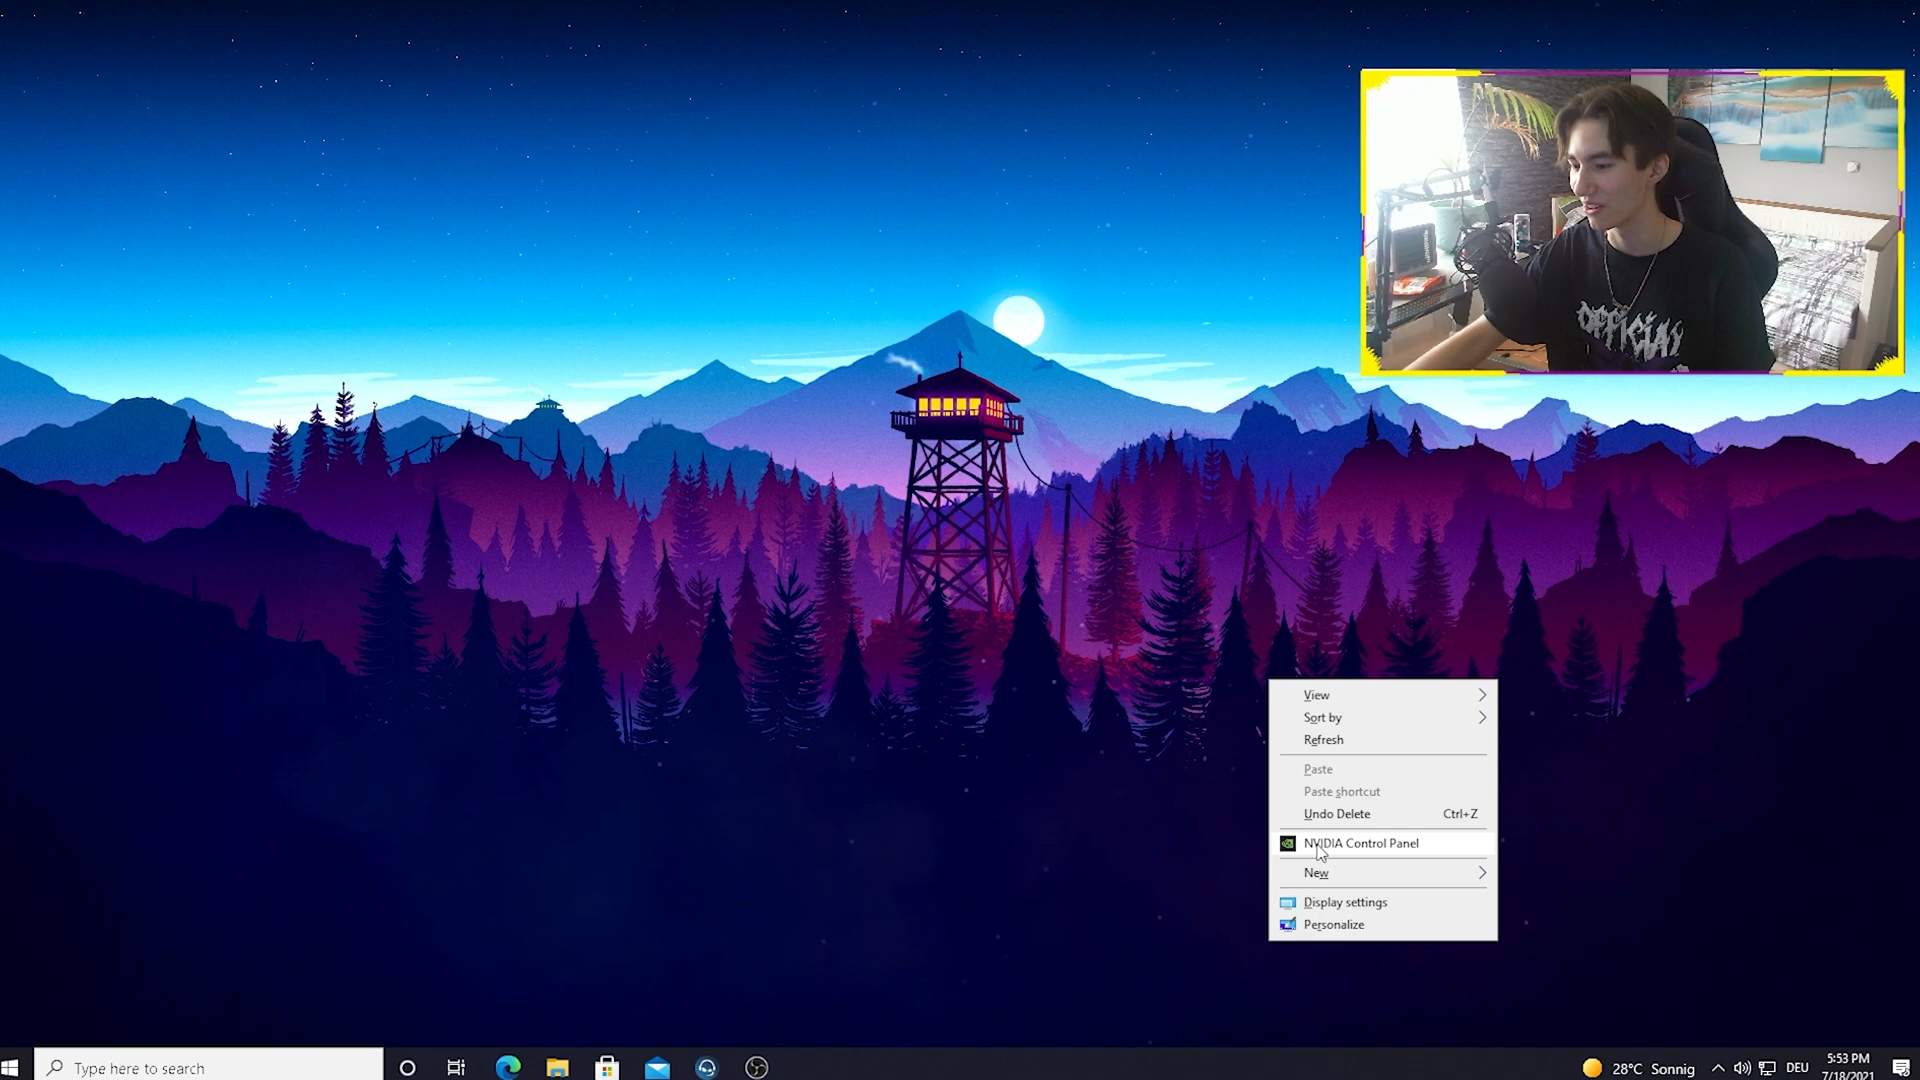 OFFICIAL
View
Sort by
Refresh
Paste
Paste shortcut
Undo Delete Ctrl+Z
NVIDIA Control Panel
New
Display settings
Personalize
Type here to search
28°C Sonnig
DEU
5:53 PM
7/18/2021